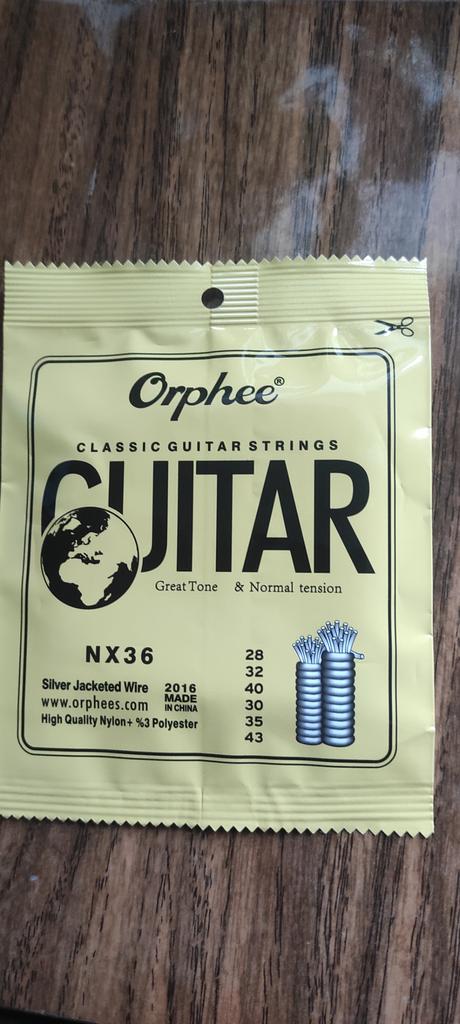 Orphee®
CLASSIC GUITAR STRINGS
GUITAR
Great Tone & Normal tension
NX36
Silver Jacketed Wire
www.orphees.com
2016
MADE
IN CHINA
High Quality Nylon+ %3 Polyester
28
32
40
30
35
43